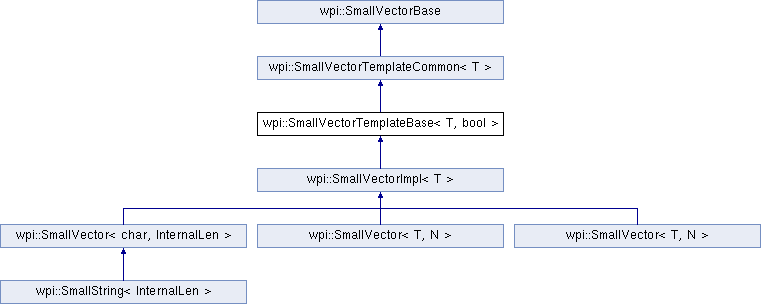 wpi::SmallVectorBase
wpi::SmallVectorTemplateCommon< T >
wpi::SmallVectorTemplateBase< T, bool >
wpi::SmallVectorImpl< T >
wpi::SmallVector< char, InternalLen >
wpi::SmallVector< T, N >
wpi::SmallVector< T, N >
wpi::SmallString< InternalLen >